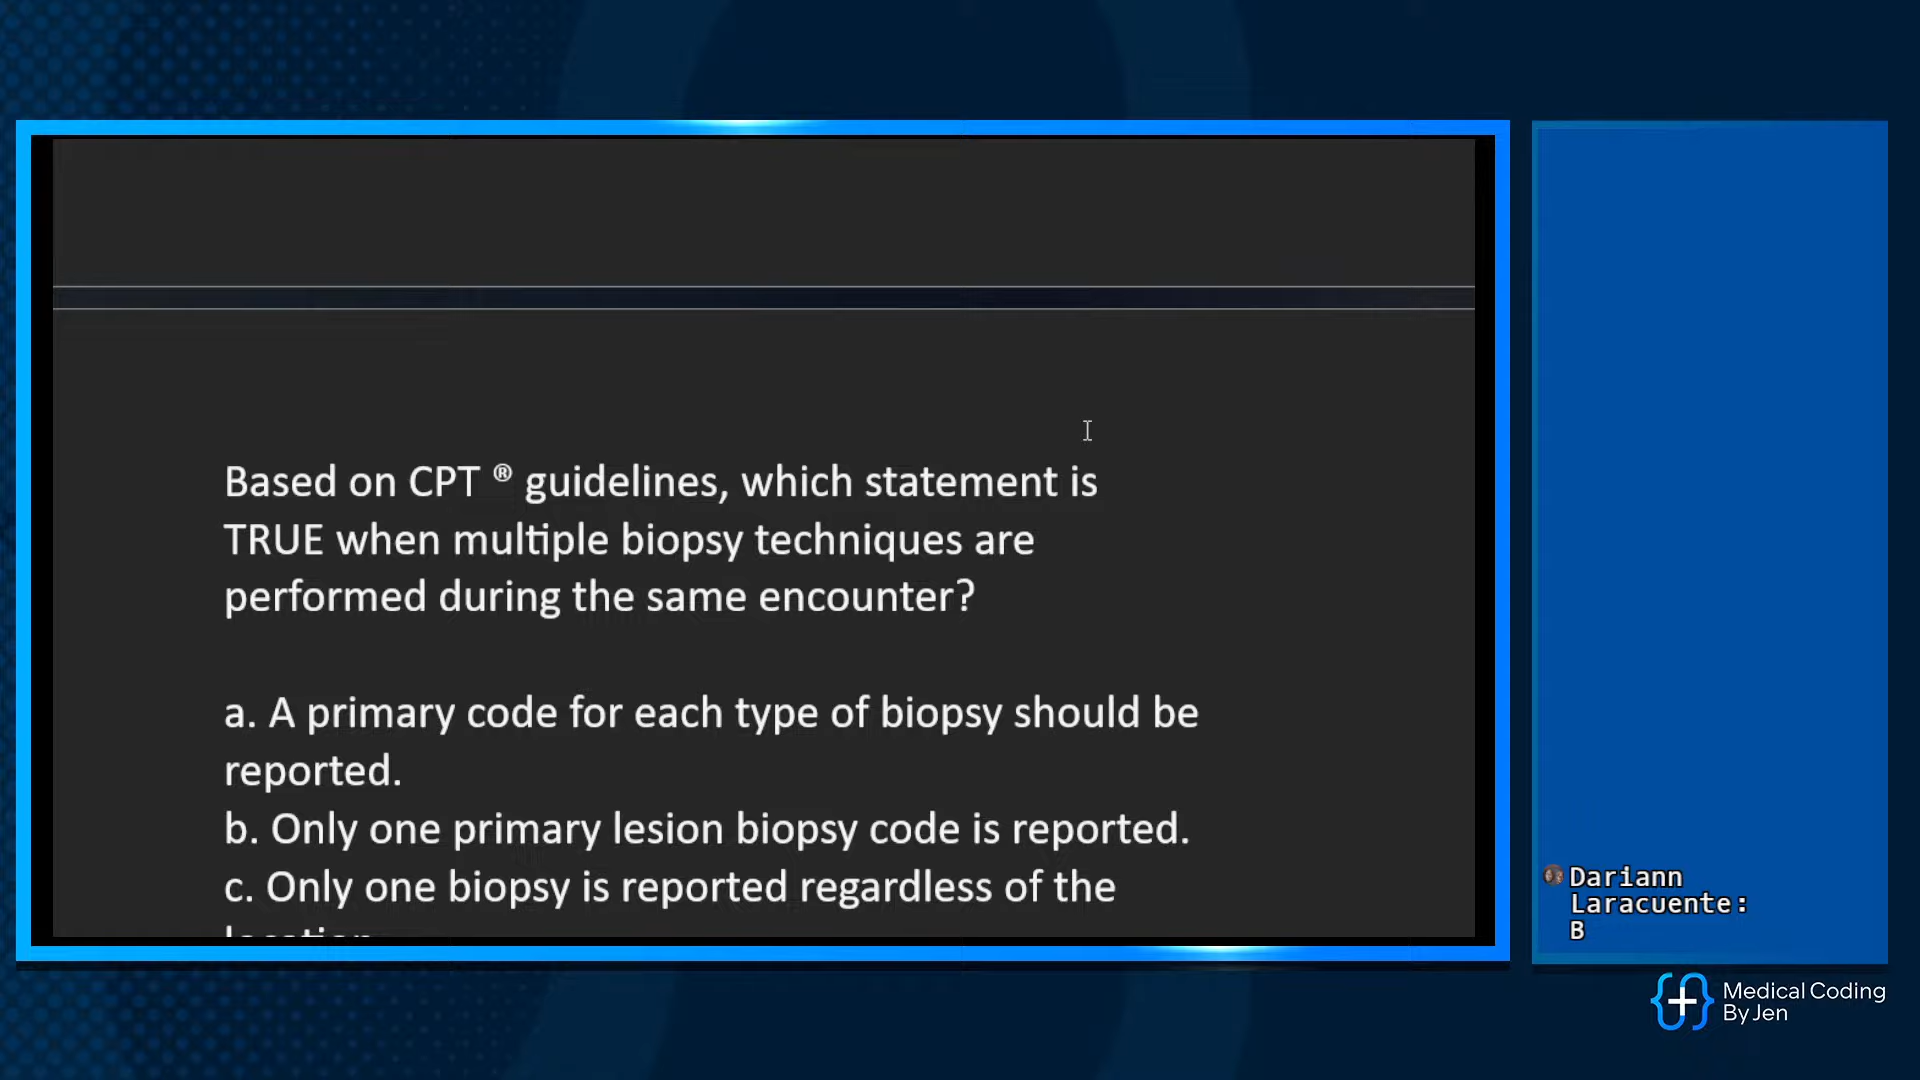 Based on CPT ® guidelines, which statement is
TRUE when multiple biopsy techniques are
performed during the same encounter?
a. A primary code for each type of biopsy should be
reported.
b. Only one primary lesion biopsy code is reported.
c. Only one biopsy is reported regardless of the
Dariann
Laracuente:
B
Medical Coding
By Jen